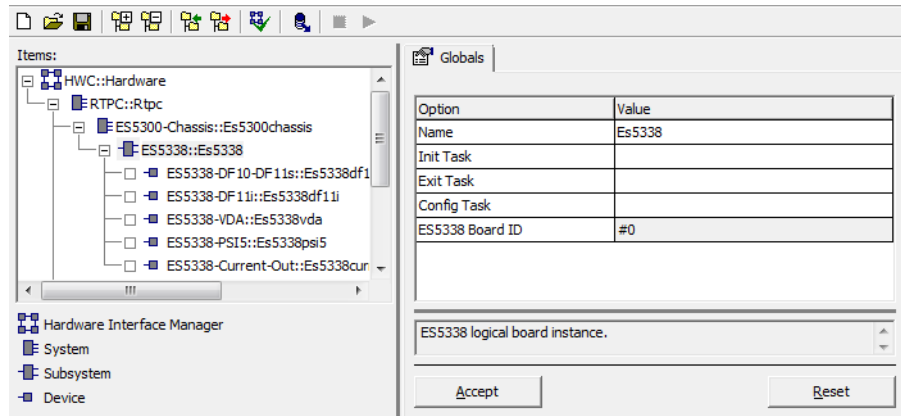 Items:
HWC::Hardware
RTPC::Rtpc
ES5300-Chassis::Es5300chassis
ES5338::Es5338
ES5338-DF10-DF11s::Es5338df1
ES5338-DF11i::Es5338df11i
ES5338-VDA::Es5338vda
ES5338-PSI5::Es5338psi5
ES5338-Current-Out::Es5338curr
Hardware Interface Manager
System
Subsystem
Device
Globals
Option Value
Name Es5338
Init Task
Exit Task
Config Task
ES5338 Board ID #0
ES5338 logical board instance.
Accept Reset